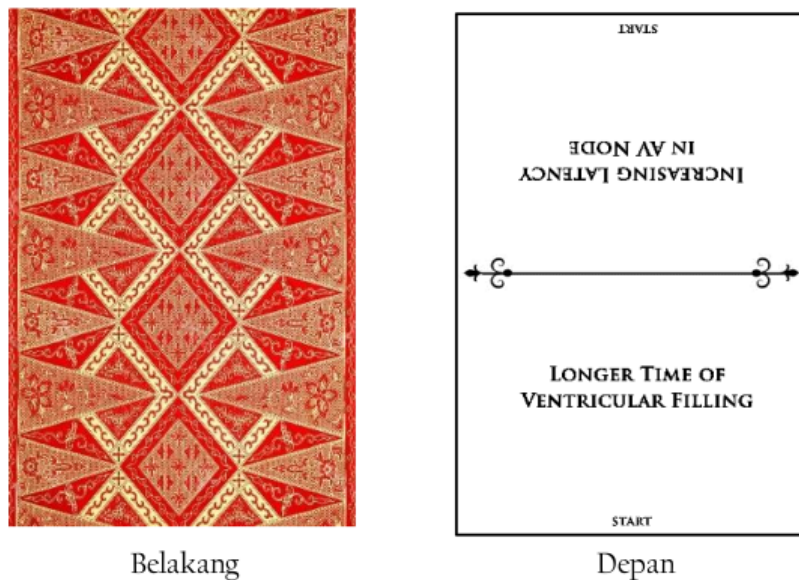 START
INCREASING LATENCY
IN AV NODE
LONGER TIME OF
VENTRICULAR FILLING
START
Belakang
Depan